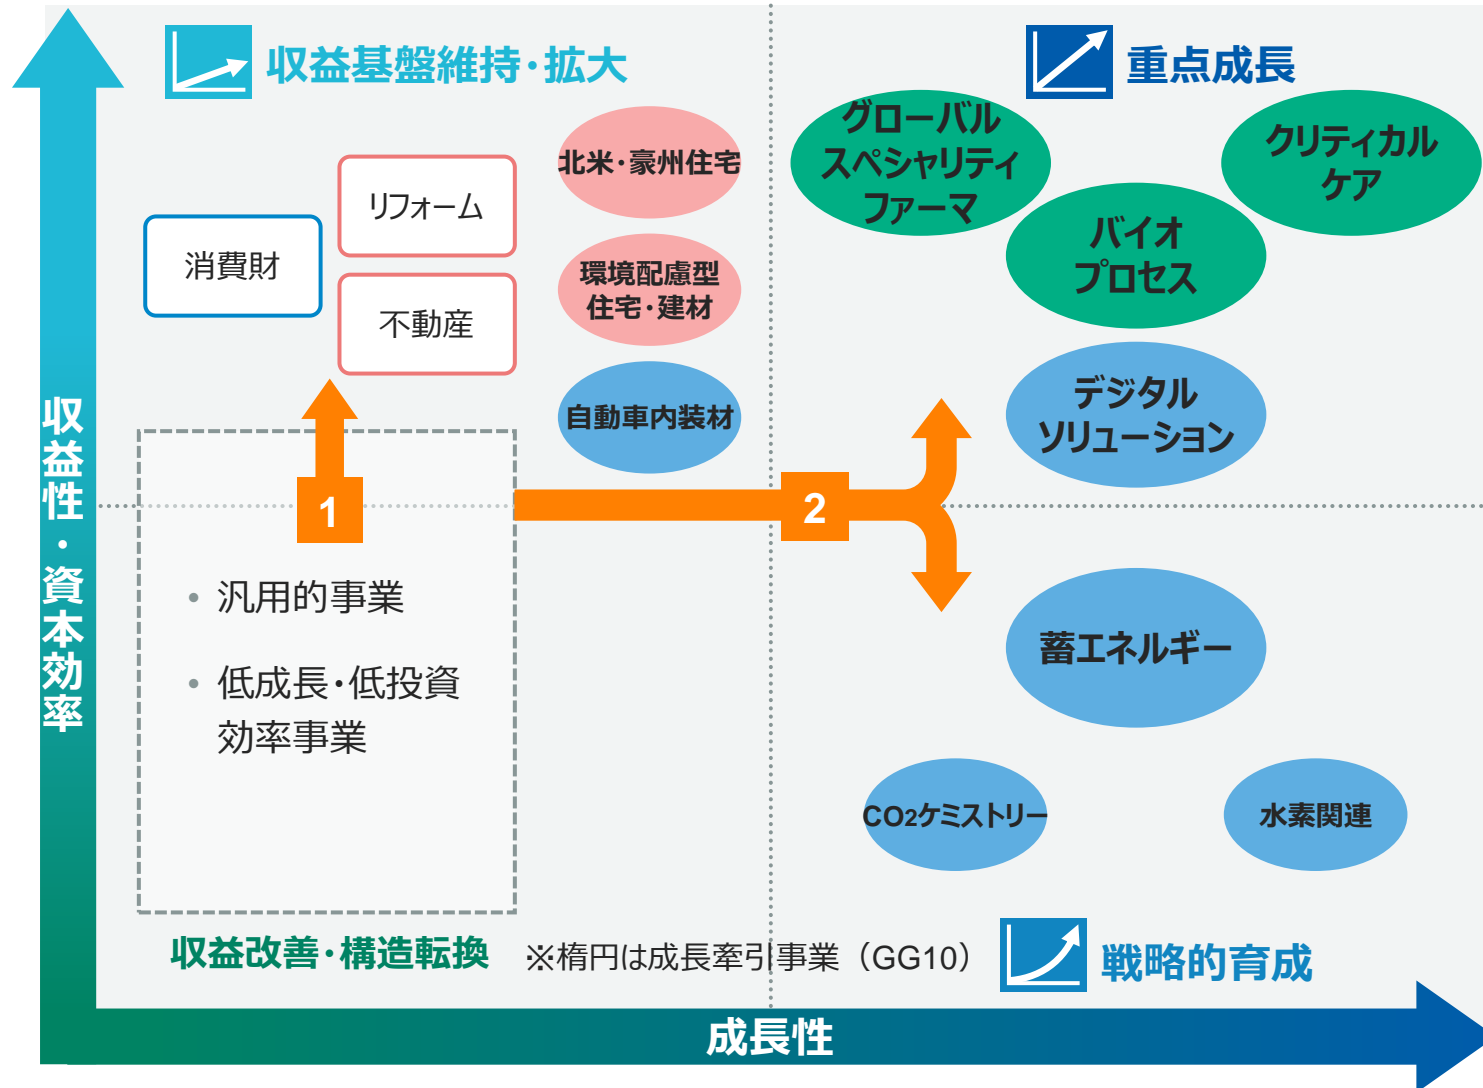 収益基盤維持・拡大
重点成長
北米・豪州住宅
グローバル
スペシャリティ
ファーマ
クリティカル
ケア
リフォーム
消費財
バイオ
プロセス
環境配慮型
住宅・建材
不動産
デジタル
ソリューション
自動車内装材
収益性・資本効率
1
2
• 汎用的事業
• 低成長・低投資
効率事業
蓄エネルギー
CO2ケミストリー
水素関連
収益改善・構造転換
※楕円は成長牽引事業（GG10）
戦略的育成
成長性